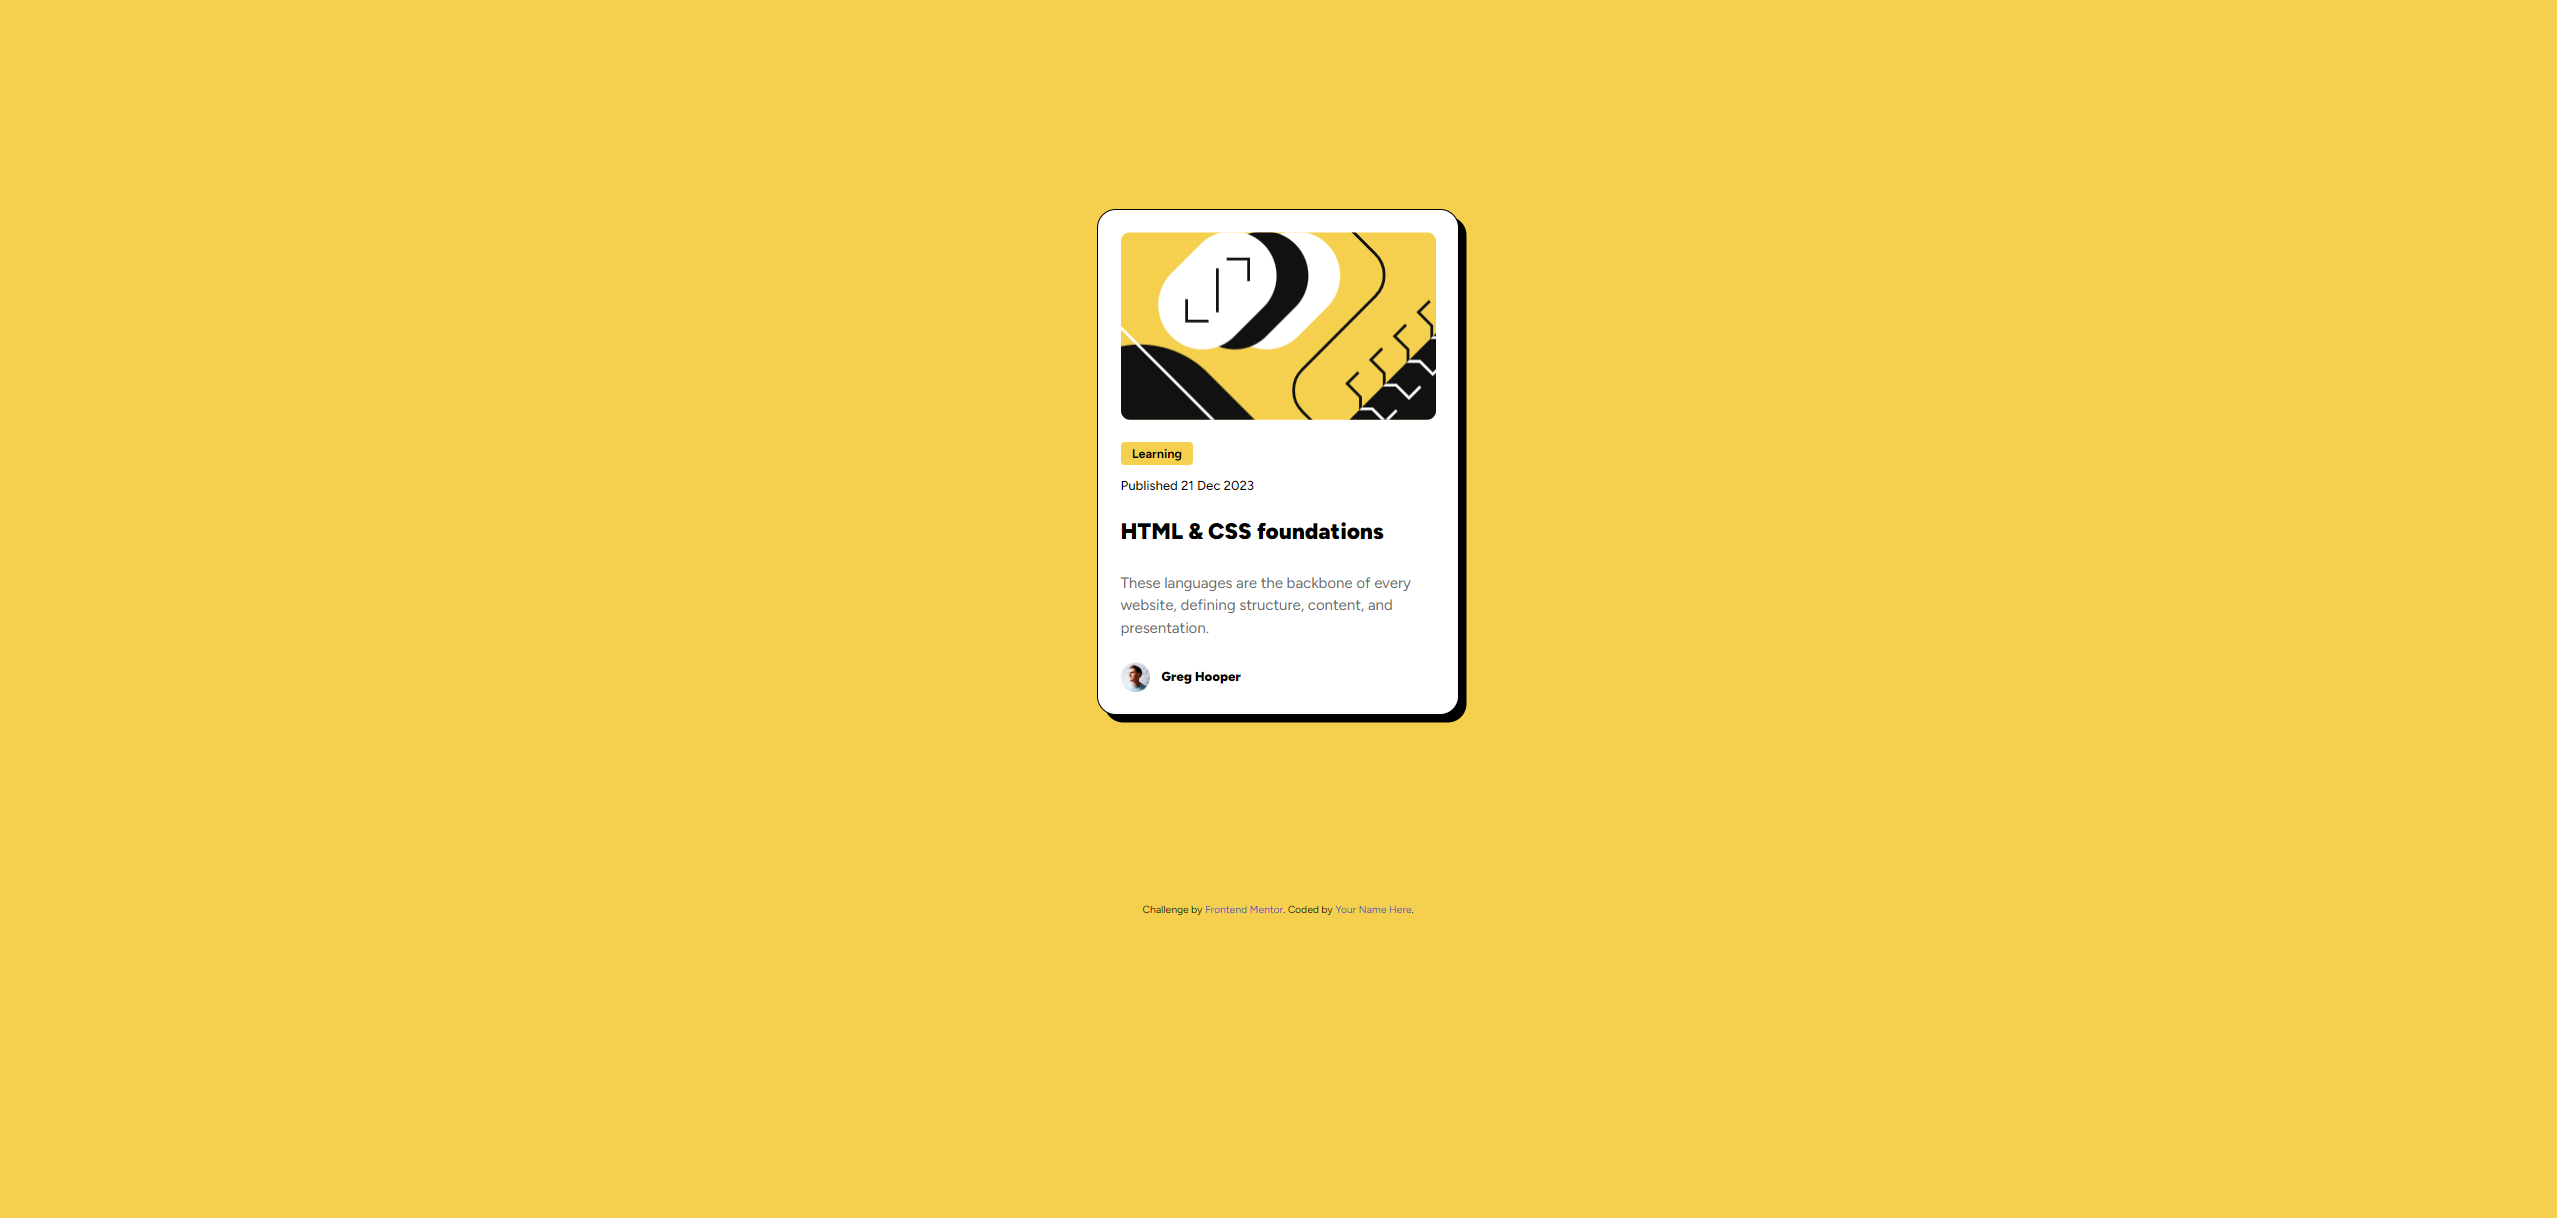 Learning
Published 21 Dec 2023
HTML & CSS foundations
These languages are the backbone of every
website, defining structure, content, and
presentation.
Greg Hooper
Challenge by Frontend Mentor. Coded by Your Name Here.